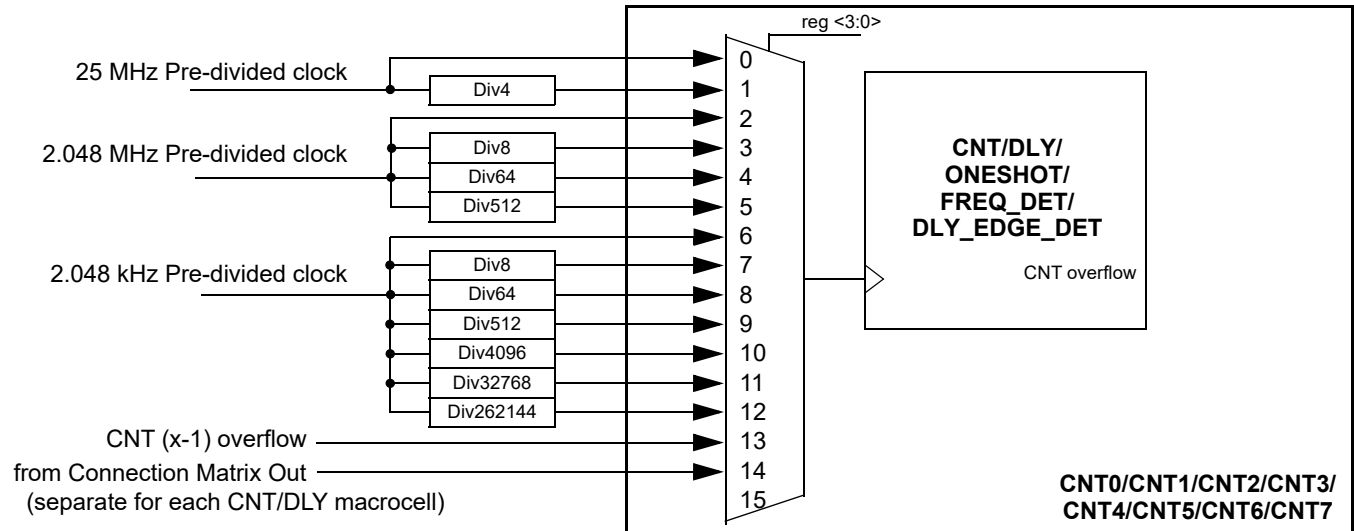 reg <3:0>
25 MHz Pre-divided clock
Div4
2.048 MHz Pre-divided clock
Div8
Div64
Div512
2.048 kHz Pre-divided clock
Div8
Div64
Div512
Div4096
Div32768
Div262144
CNT (x-1) overflow
from Connection Matrix Out
(separate for each CNT/DLY macrocell)
0
1
2
3
4
5
6
7
8
9
10
11
12
13
14
15
CNT/DLY/
ONESHOT/
FREQ_DET/
DLY_EDGE_DET
CNT overflow
CNT0/CNT1/CNT2/CNT3/
CNT4/CNT5/CNT6/CNT7